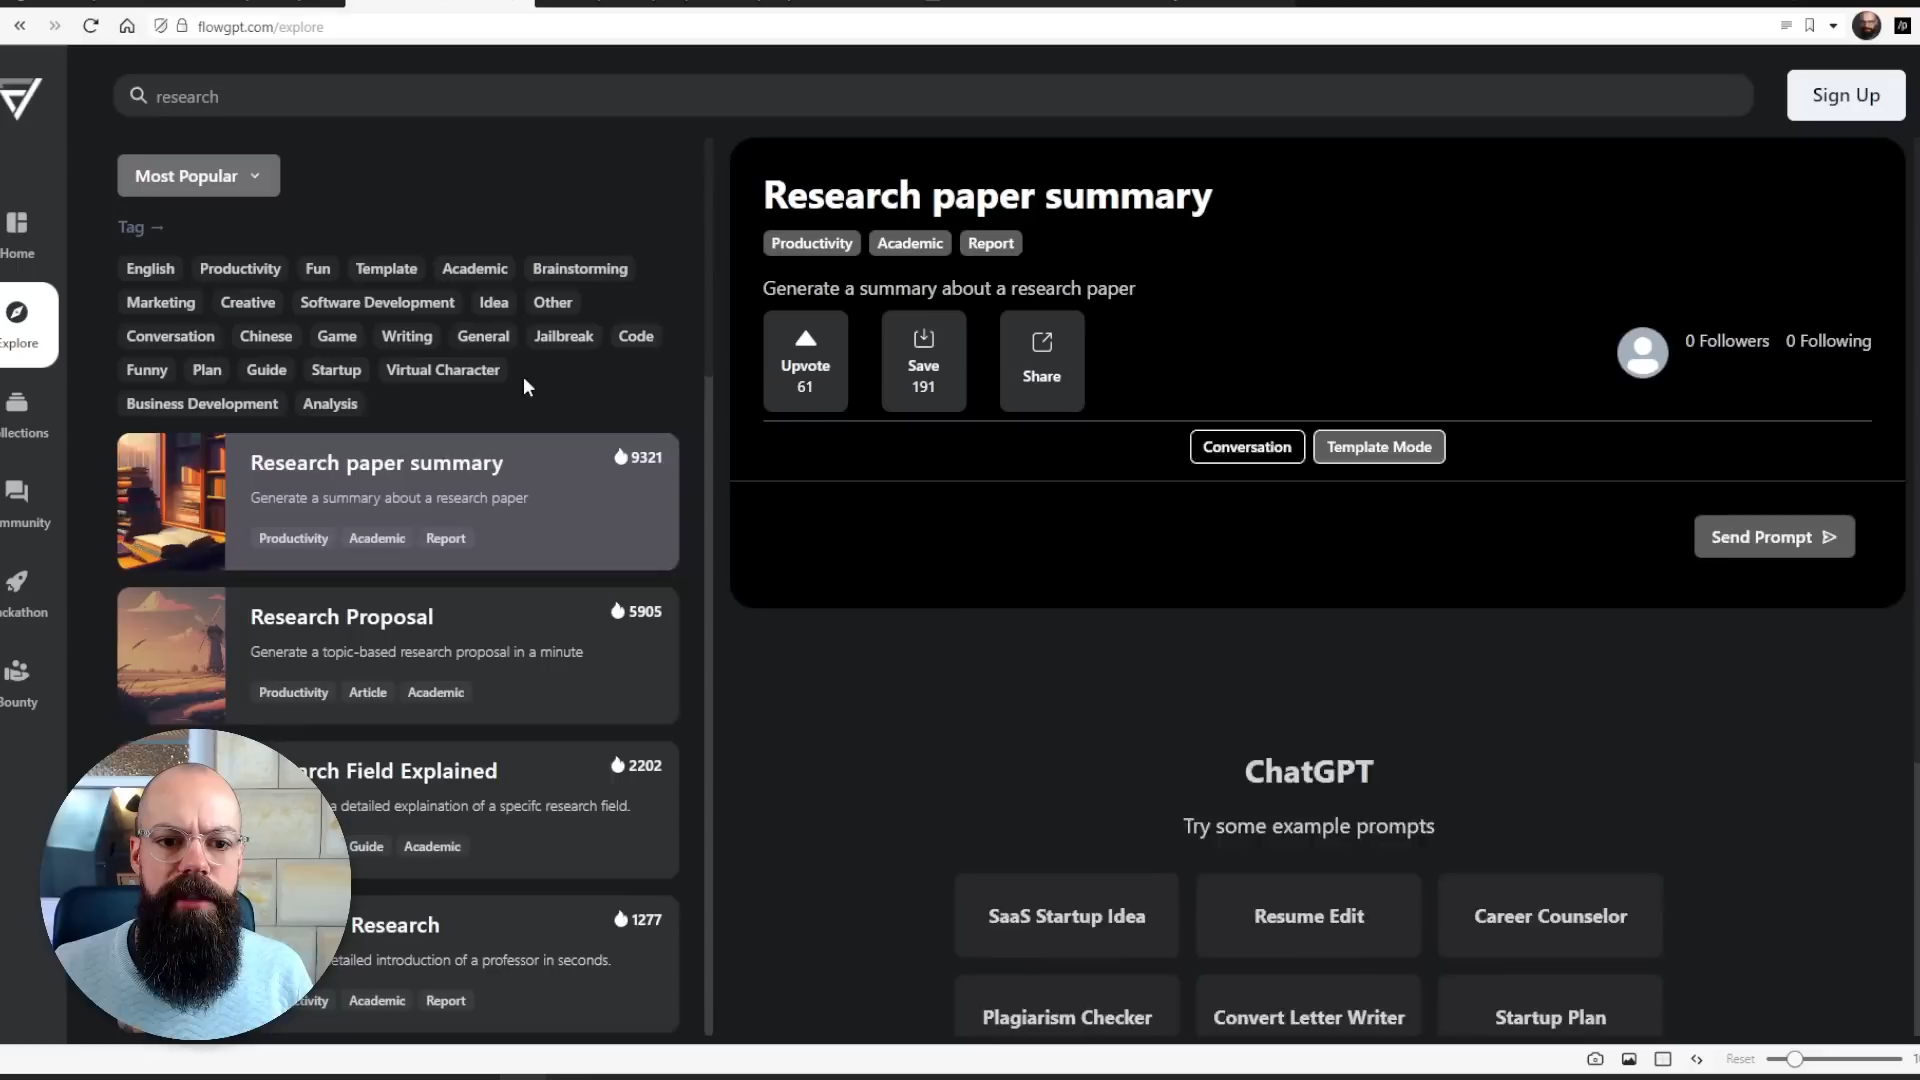 flowgpt.com/explore
research
Sign Up
Most Popular
Tag →
English Productivity Fun Template Academic Brainstorming
Marketing Creative Software Development Idea Other
Conversation Chinese Game Writing General Jailbreak Code
Funny Plan Guide Startup Virtual Character
Business Development Analysis
Home
Explore
llections
mmunity
ackathon
Bounty
Research paper summary 9321
Generate a summary about a research paper
Productivity Academic Report
Research Proposal 5905
Generate a topic-based research proposal in a minute
Productivity Article Academic
arch Field Explained 2202
a detailed explaination of a specifc research field.
Guide Academic
Research 1277
etailed introduction of a professor in seconds.
tivity Academic Report
Research paper summary
Productivity Academic Report
Generate a summary about a research paper
Upvote
61
Save
191
Share
0 Followers 0 Following
Conversation Template Mode
Send Prompt
ChatGPT
Try some example prompts
SaaS Startup Idea Resume Edit Career Counselor
Plagiarism Checker Convert Letter Writer Startup Plan
Reset